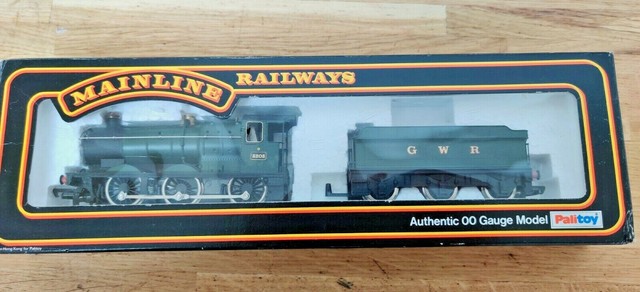 MAINLINE RAILWAYS
G W R
Authentic OO Gauge Model Palitoy